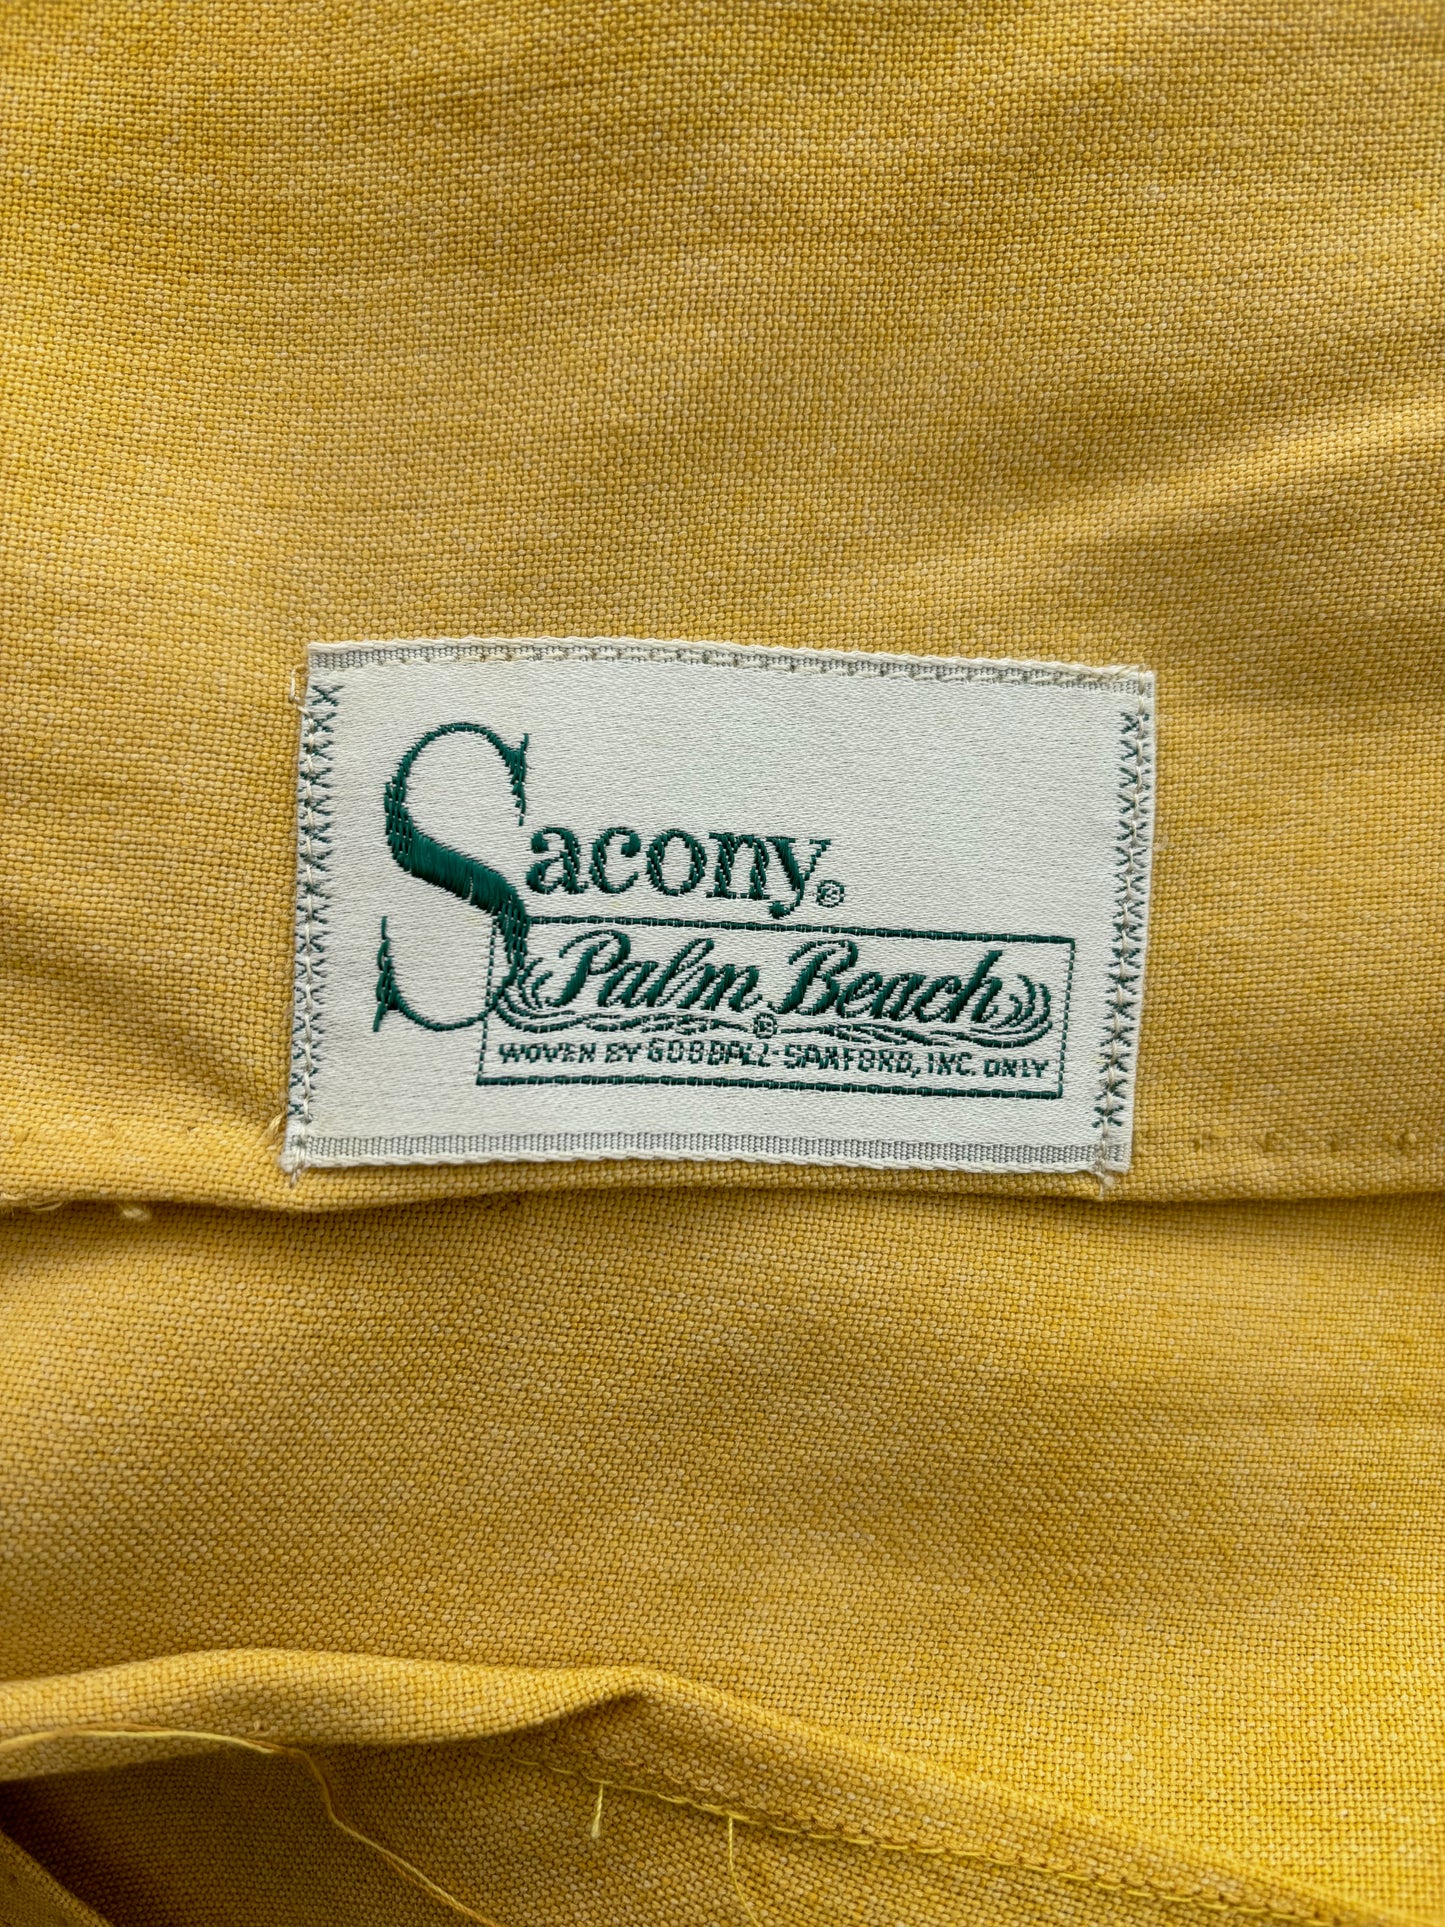 Sacony®
Palm Beach
®
WOVEN BY GOODALL-SANFORD, INC. ONLY